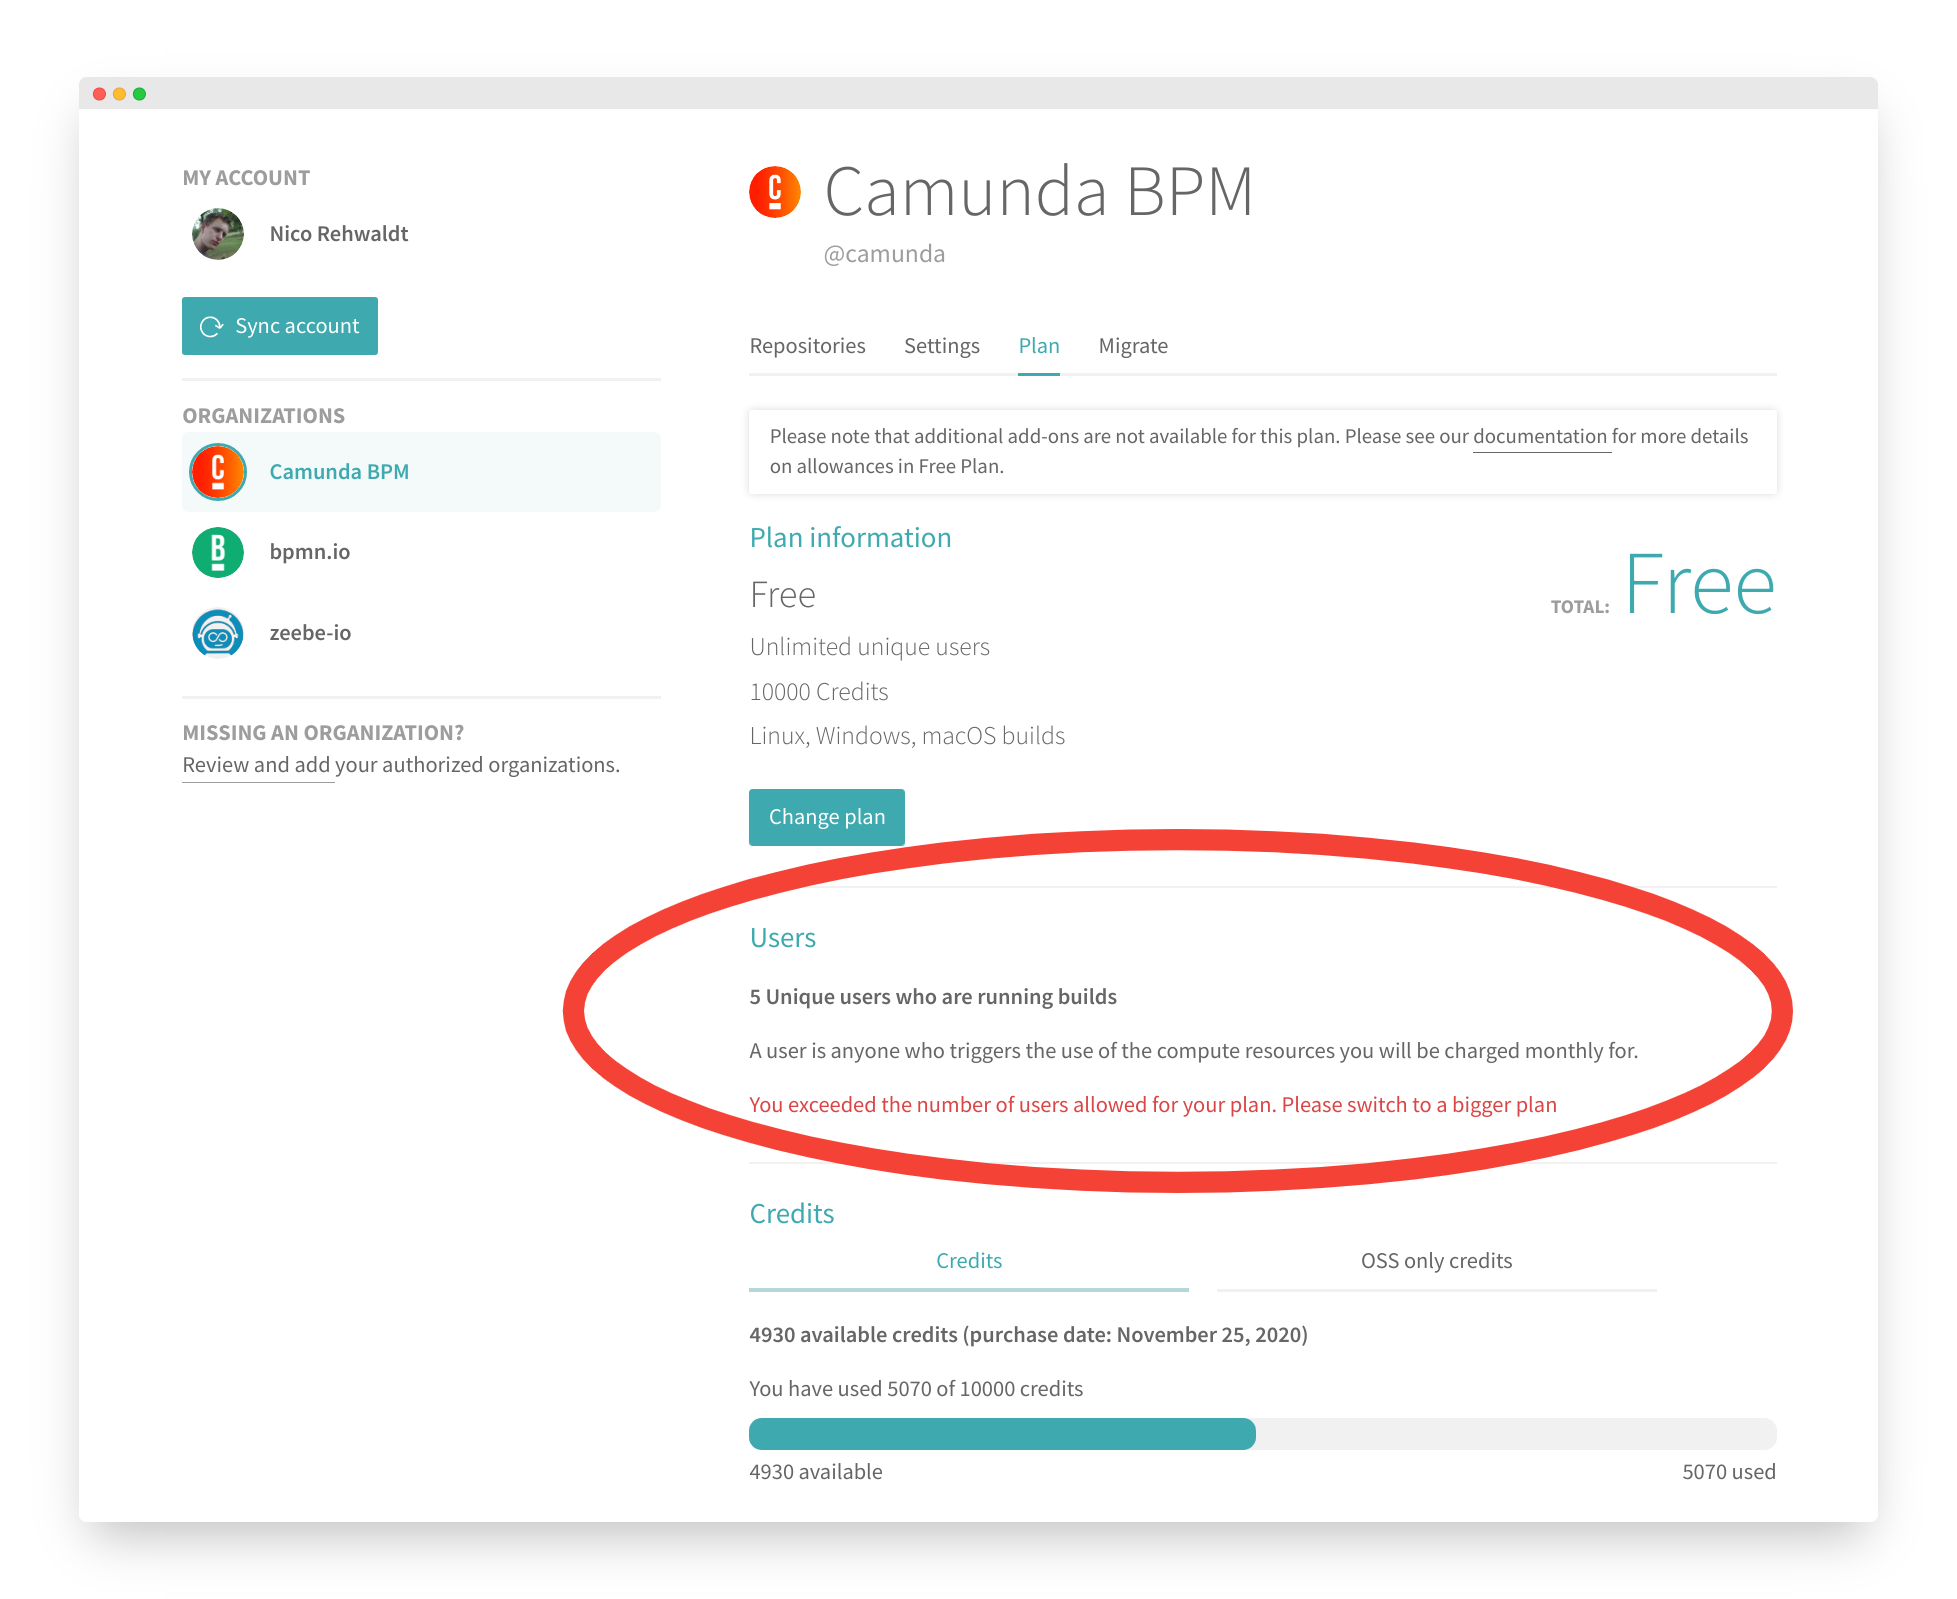 MY ACCOUNT
Nico Rehwaldt
Sync account
ORGANIZATIONS
C
Camunda BPM
B
bpmn.io
zeebe-io
MISSING AN ORGANIZATION?
Review and add your authorized organizations.
C
Camunda BPM
@camunda
Repositories Settings Plan Migrate
Please note that additional add-ons are not available for this plan. Please see our documentation for more details
on allowances in Free Plan.
Plan information
Free
TOTAL: Free
Unlimited unique users
10000 Credits
Linux, Windows, macOS builds
Change plan
Users
5 Unique users who are running builds
A user is anyone who triggers the use of the compute resources you will be charged monthly for.
You exceeded the number of users allowed for your plan. Please switch to a bigger plan
Credits
Credits OSS only credits
4930 available credits (purchase date: November 25, 2020)
You have used 5070 of 10000 credits
4930 available 5070 used